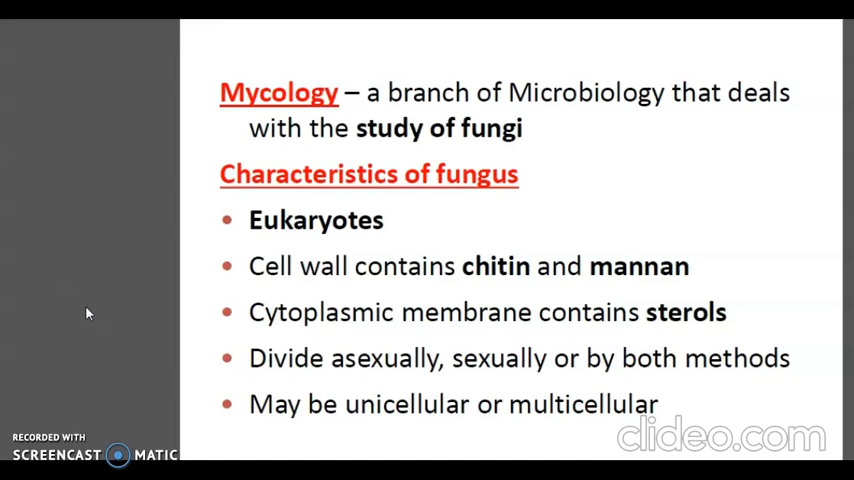 Mycology – a branch of Microbiology that deals
with the study of fungi
Characteristics of fungus
• Eukaryotes
• Cell wall contains chitin and mannan
• Cytoplasmic membrane contains sterols
• Divide asexually, sexually or by both methods
• May be unicellular or multicellular
clideo.com
RECORDED WITH
SCREENCAST MATIC